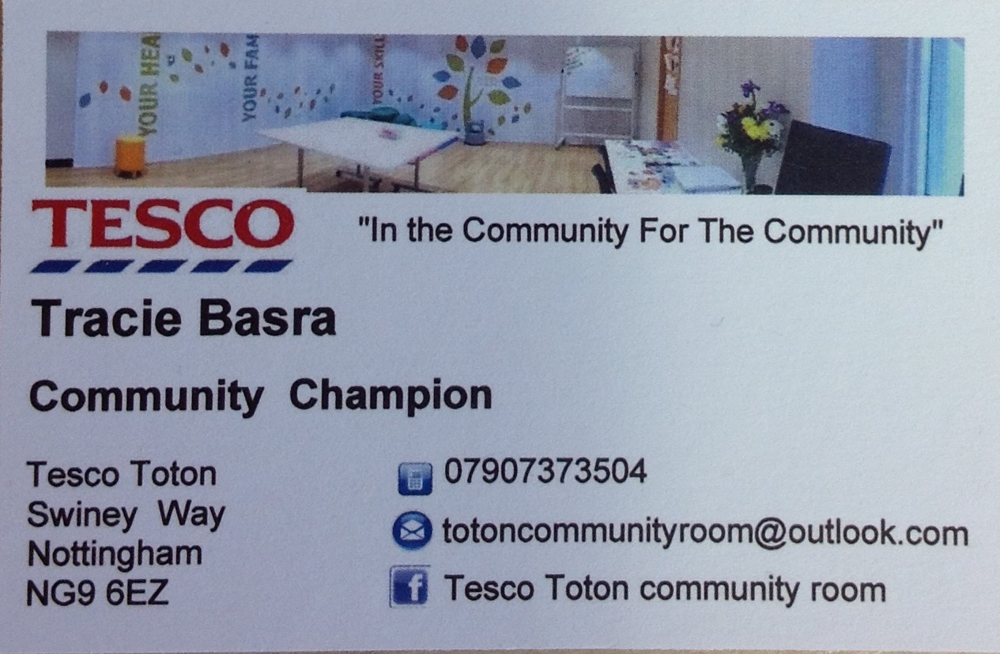 YOUR HEA
YOUR FAM
YOUR SKILL
TESCO
"In the Community For The Community"
Tracie Basra
Community Champion
Tesco Toton
Swiney Way
Nottingham
NG9 6EZ
07907373504
totoncommunityroom@outlook.com
f Tesco Toton community room